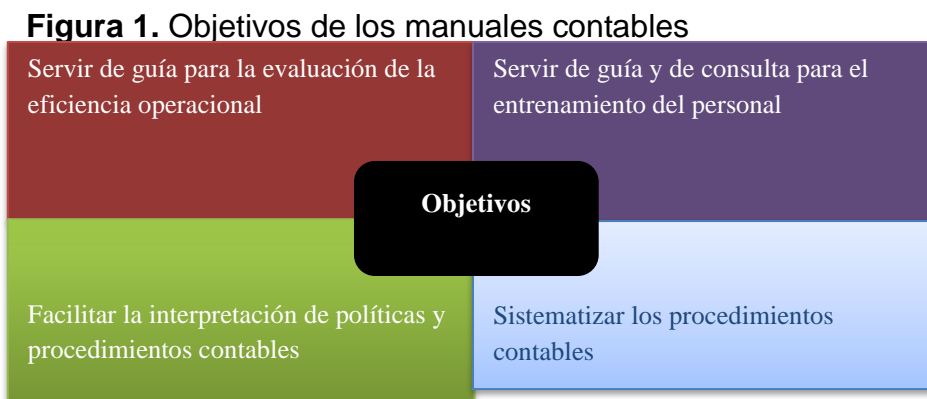 Figura 1. Objetivos de los manuales contables
Servir de guía para la evaluación de la
eficiencia operacional
Servir de guía y de consulta para el
entrenamiento del personal
Objetivos
Facilitar la interpretación de políticas y
procedimientos contables
Sistematizar los procedimientos
contables